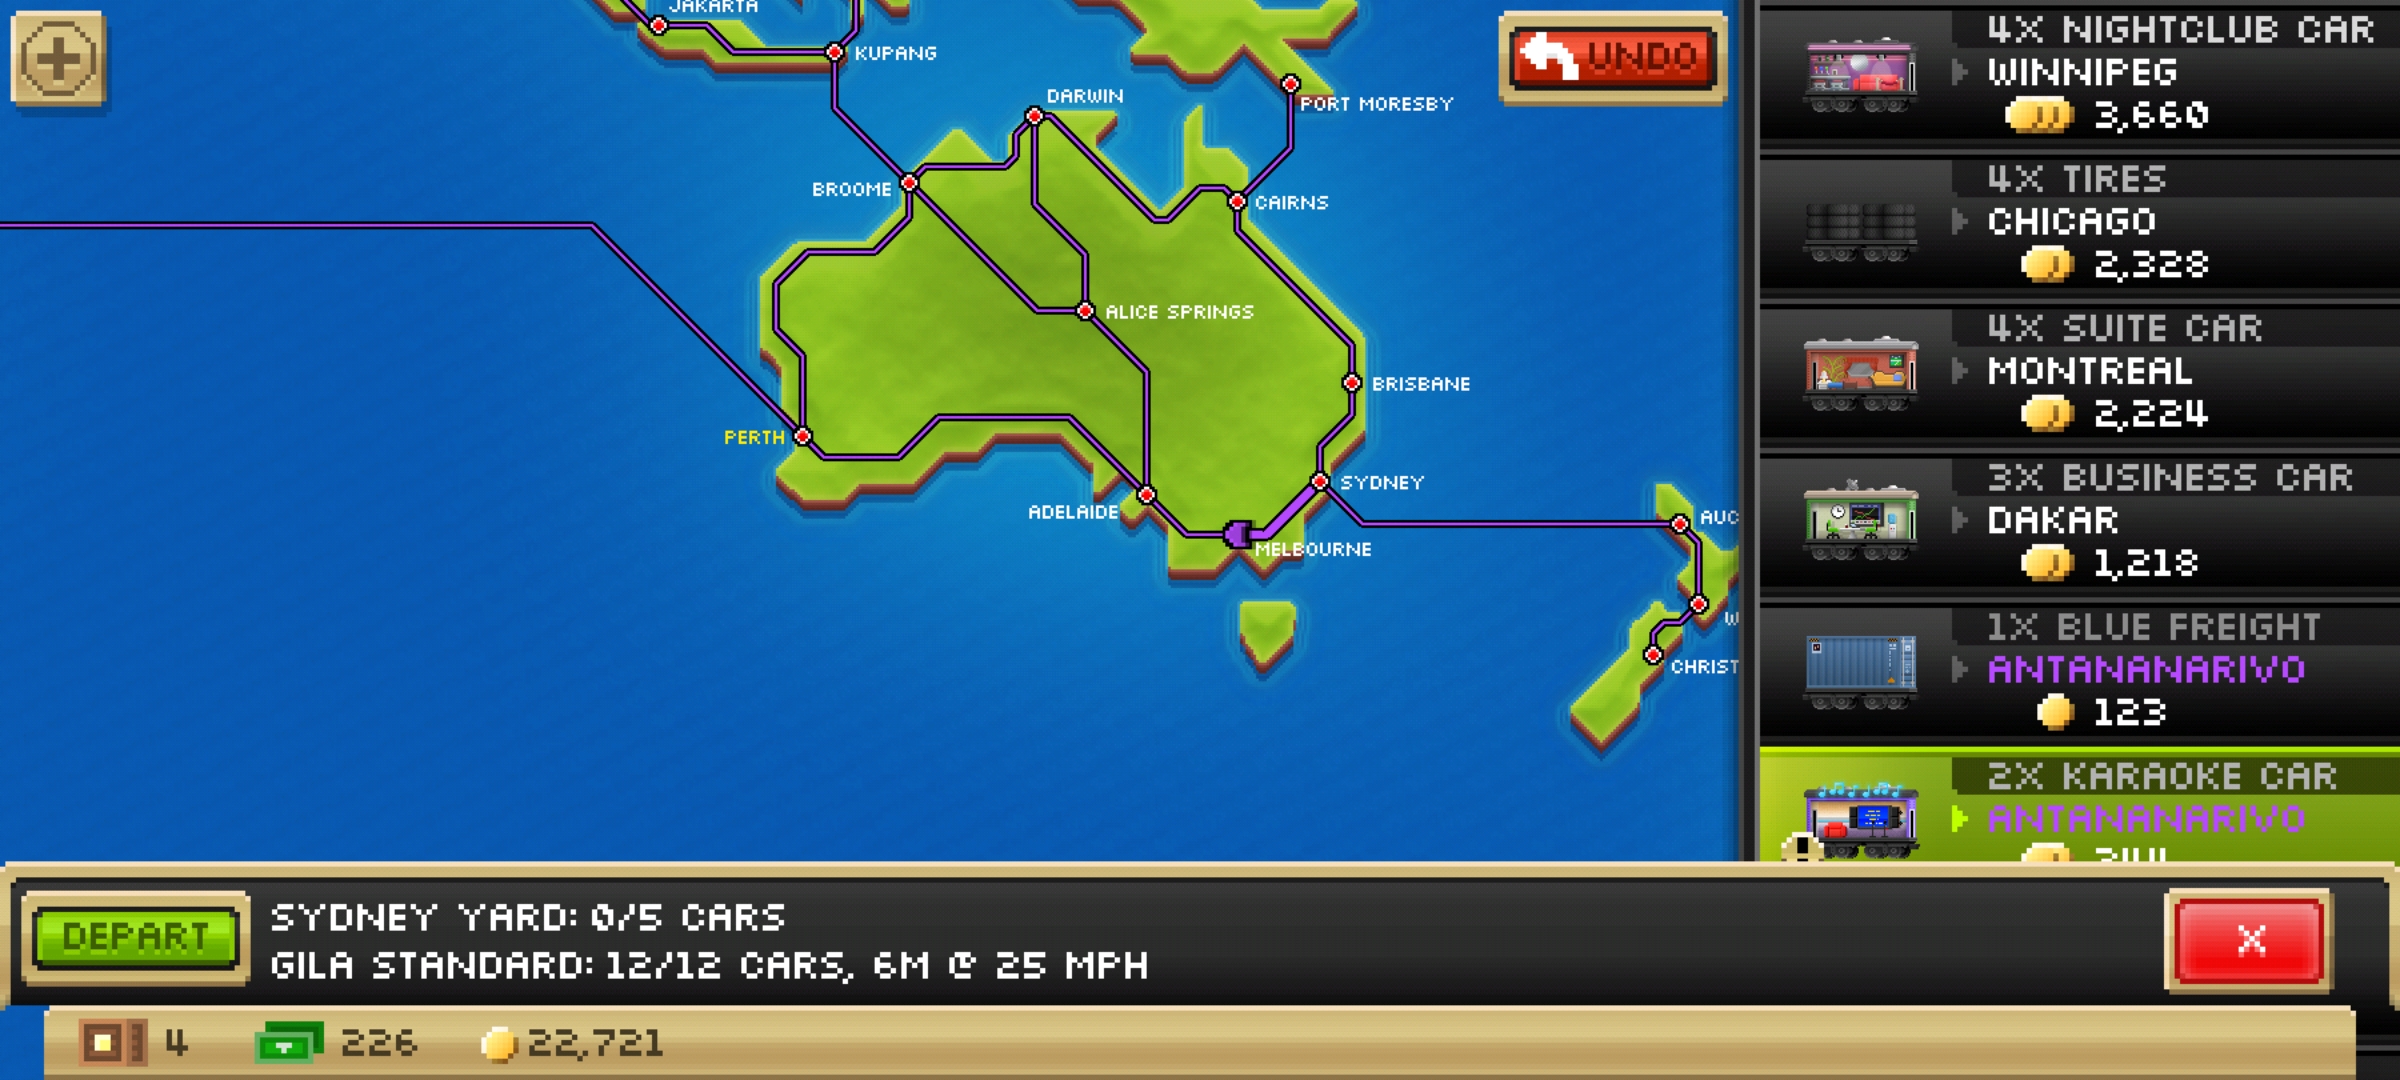 JAKARTA
KUPANG
DARWIN
PORT MORESBY
BROOME
CAIRNS
ALICE SPRINGS
BRISBANE
PERTH
SYDNEY
ADELAIDE
MELBOURNE
AUC
W
CHRIST
UNDO
4X NIGHTCLUB CAR
WINNIPEG
3,660
4X TIRES
CHICAGO
2,328
4X SUITE CAR
MONTREAL
2,224
3X BUSINESS CAR
DAKAR
1,218
1X BLUE FREIGHT
ANTANANARIVO
123
2X KARAOKE CAR
ANTANANARIVO
DEPART
SYDNEY YARD: 0/5 CARS
GILA STANDARD: 12/12 CARS, 6M @ 25 MPH
X
4
226
22,721